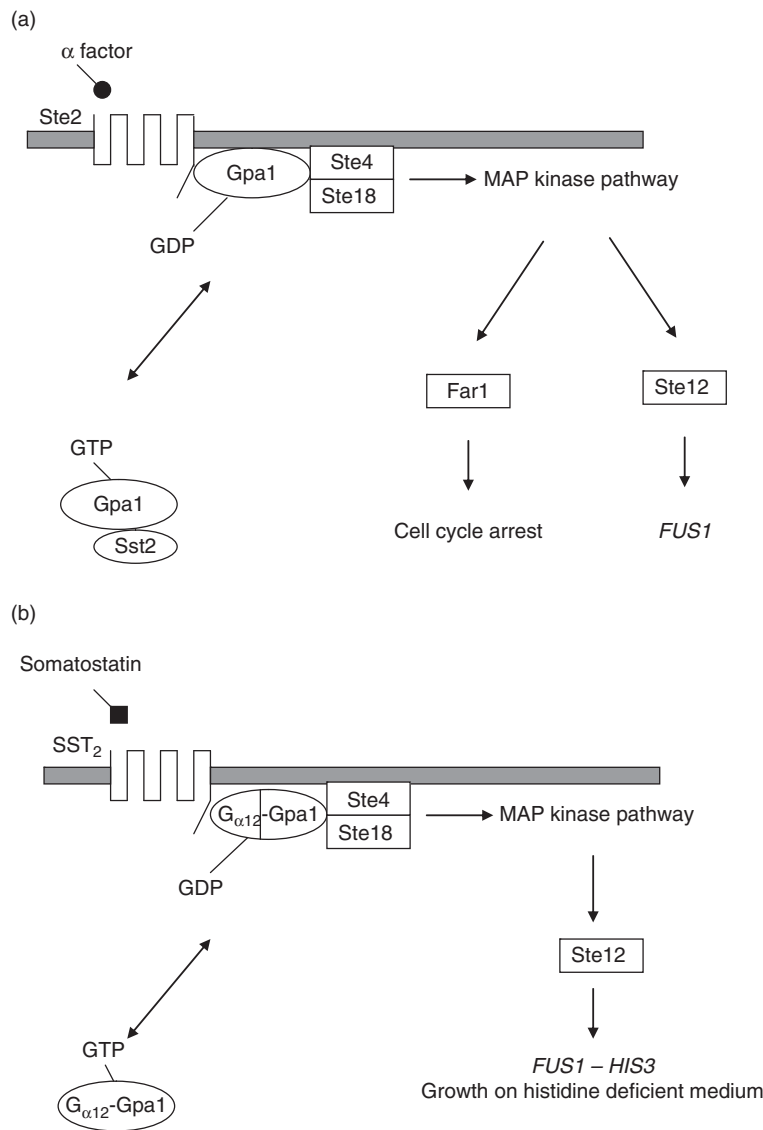 (a)
α factor
Ste2
Gpa1
Ste4
Ste18
MAP kinase pathway
GDP
Far1
Ste12
GTP
Gpa1
Sst2
Cell cycle arrest
FUS1
(b)
Somatostatin
SST2
Gα12-Gpa1
Ste4
Ste18
MAP kinase pathway
GDP
Ste12
GTP
Gα12-Gpa1
FUS1 – HIS3
Growth on histidine deficient medium